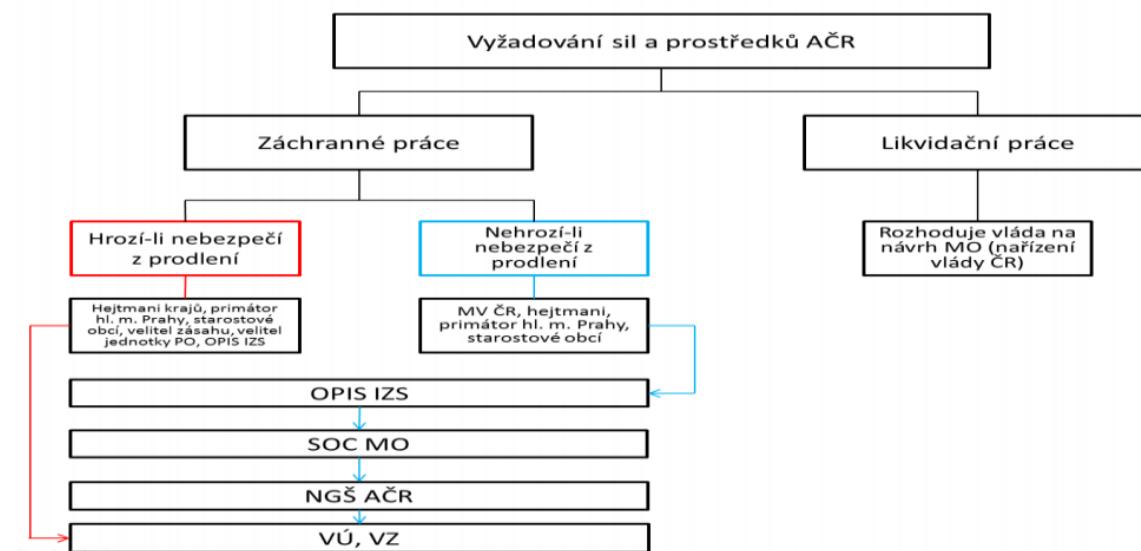 Vyžadování sil a prostředků AČR
Záchranné práce
Likvidační práce
Hrozí-li nebezpečí
z prodlení
Nehrozí-li
nebezpečí z
prodlení
Rozhoduje vláda na
návrh MO (nařízení
vlády ČR)
Hejtmani krajů, primátor
hl. m. Prahy, starostové
obcí, velitel zásahu, velitel
jednotky PO, OPIS IZS
MV ČR, hejtmani,
primátor hl. m. Prahy,
starostové obcí
OPIS IZS
SOC MO
NGŠ AČR
VÚ, VZ